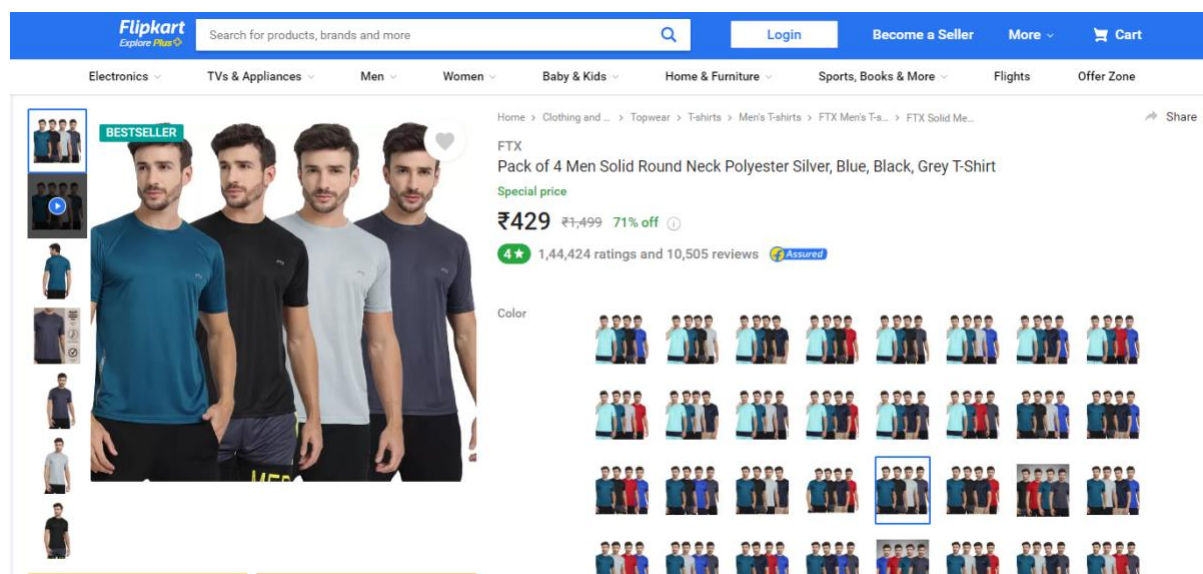 Flipkart
Explore Plus
Search for products, brands and more
Login
Become a Seller
More
Cart
Electronics
TVs & Appliances
Men
Women
Baby & Kids
Home & Furniture
Sports, Books & More
Flights
Offer Zone
BESTSELLER
Home > Clothing and ... > Topwear > T-shirts > Men's T-shirts > FTX Men's T-s... > FTX Solid Me...
Share
FTX
Pack of 4 Men Solid Round Neck Polyester Silver, Blue, Black, Grey T-Shirt
Special price
₹429 ₹1,499 71% off
4★ 1,44,424 ratings and 10,505 reviews Assured
Color